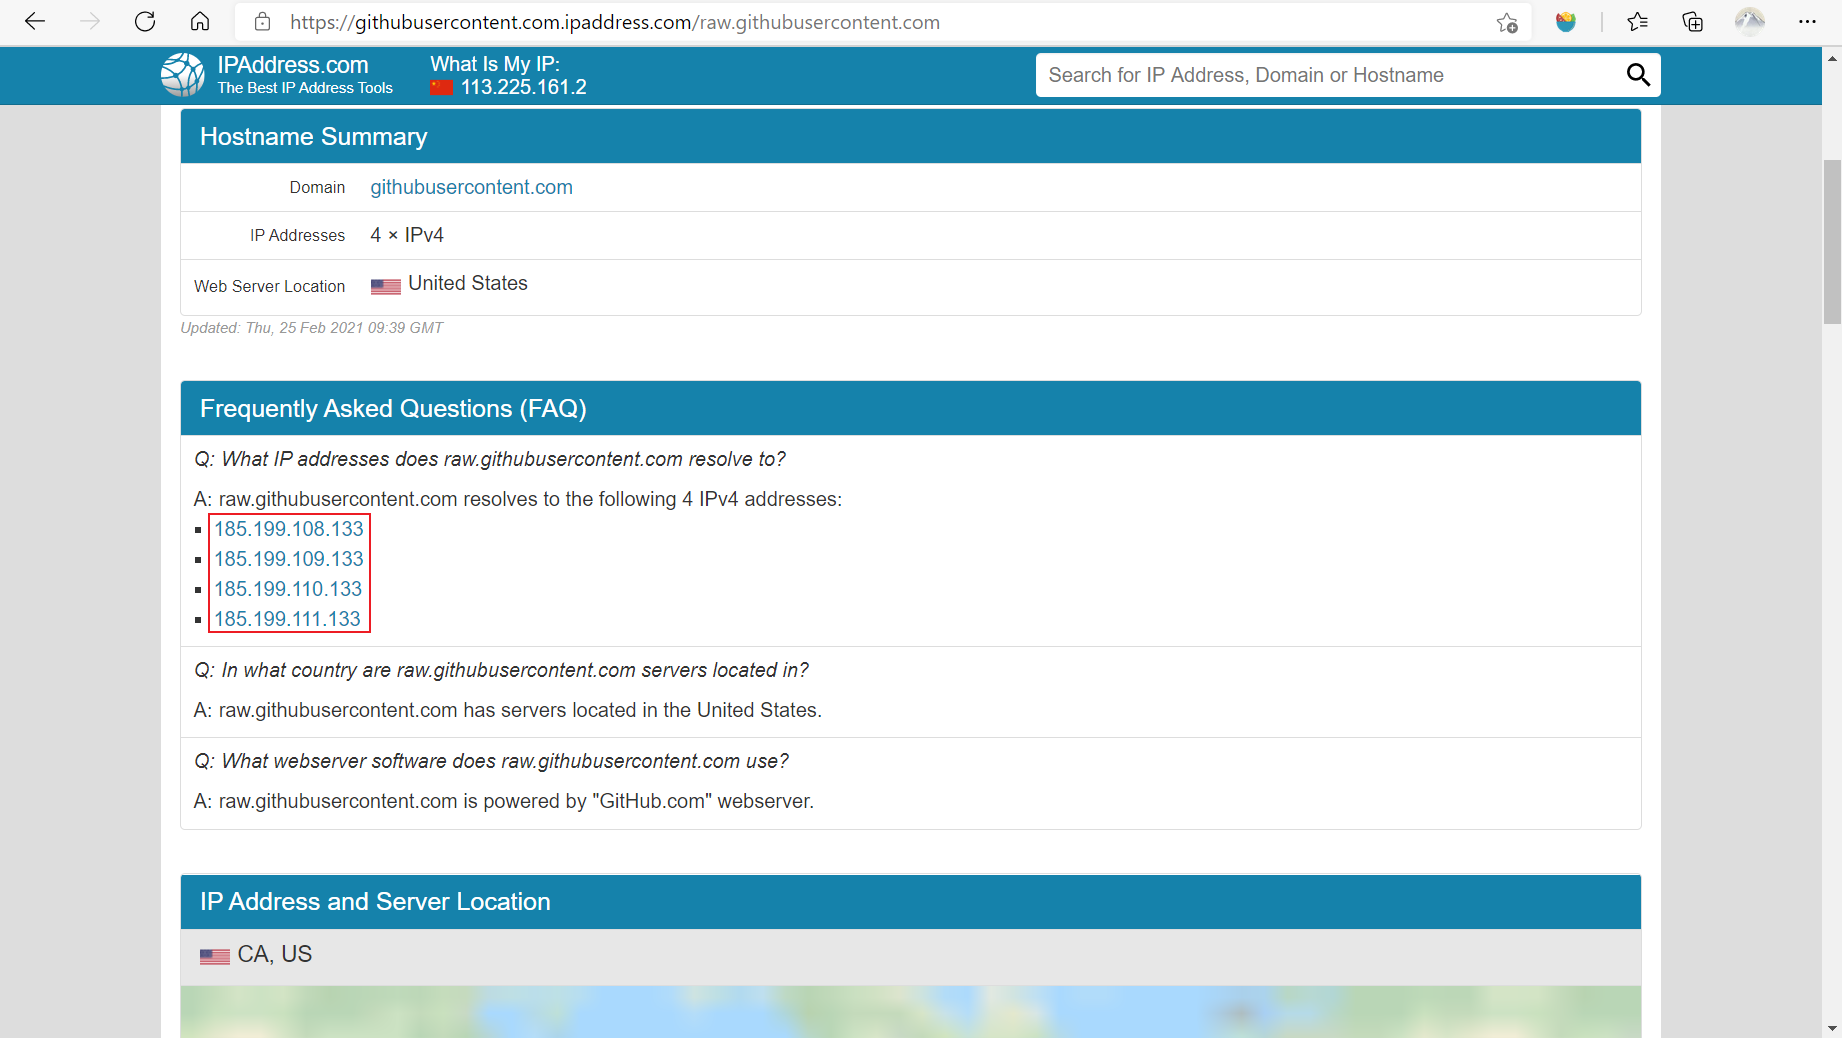 https://githubusercontent.com.ipaddress.com/raw.githubusercontent.com
IPAddress.com
The Best IP Address Tools
What Is My IP:
113.225.161.2
Search for IP Address, Domain or Hostname
Hostname Summary
Domain githubusercontent.com
IP Addresses 4 × IPv4
Web Server Location United States
Updated: Thu, 25 Feb 2021 09:39 GMT
Frequently Asked Questions (FAQ)
Q: What IP addresses does raw.githubusercontent.com resolve to?
A: raw.githubusercontent.com resolves to the following 4 IPv4 addresses:
185.199.108.133
185.199.109.133
185.199.110.133
185.199.111.133
Q: In what country are raw.githubusercontent.com servers located in?
A: raw.githubusercontent.com has servers located in the United States.
Q: What webserver software does raw.githubusercontent.com use?
A: raw.githubusercontent.com is powered by "GitHub.com" webserver.
IP Address and Server Location
CA, US